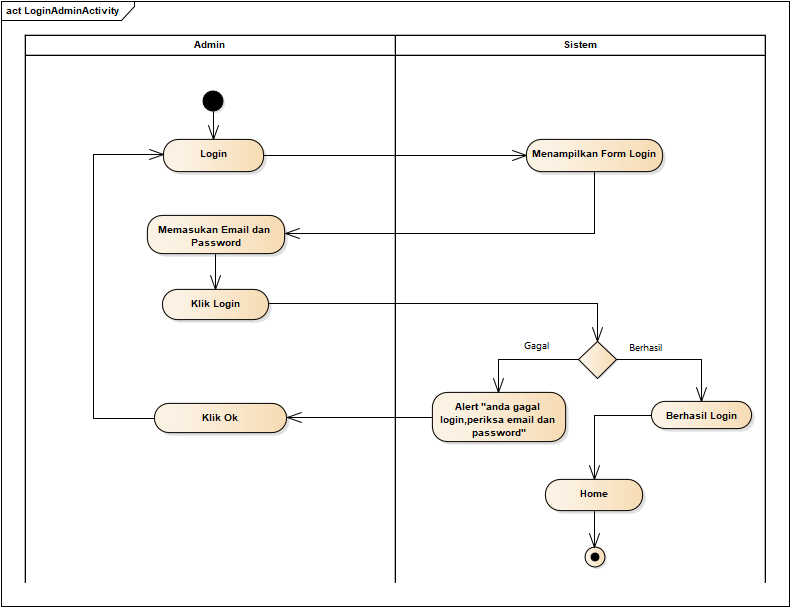 act LoginAdminActivity
Admin
Sistem
Login
Menampilkan Form Login
Memasukan Email dan
Password
Klik Login
Gagal
Berhasil
Alert "anda gagal
login,periksa email dan
password"
Klik Ok
Berhasil Login
Home